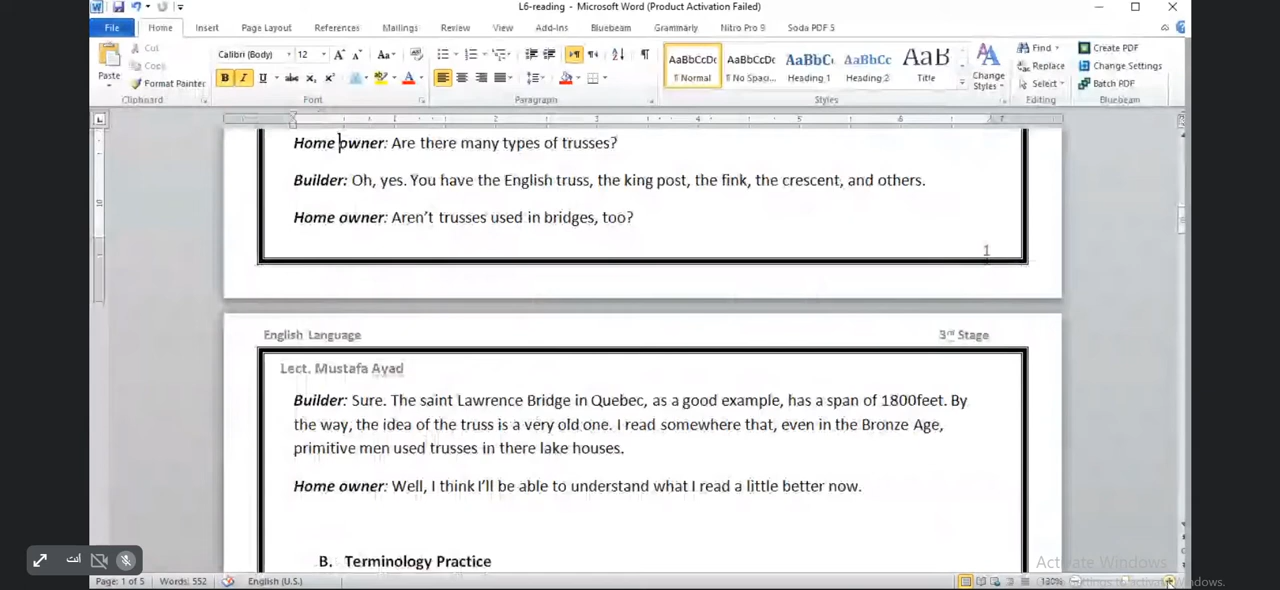 L6-reading - Microsoft Word (Product Activation Failed)
File Home Insert Page Layout References Mailings Review View Add-Ins Bluebeam Grammarly Nitro Pro 9 Soda PDF 5
Cut
Copy
Paste
Format Painter
Clipboard
Calibri (Body) 12
Font
Paragraph
AaBbCcDc AaBbCcDc AaBbCc AaBbCc AaB
¶ Normal ¶ No Spaci... Heading 1 Heading 2 Title
Change Styles
Styles
Find
Replace
Select
Editing
Create PDF
Change Settings
Batch PDF
Bluebeam
Home owner: Are there many types of trusses?
Builder: Oh, yes. You have the English truss, the king post, the fink, the crescent, and others.
Home owner: Aren't trusses used in bridges, too?
1
English Language 3rd Stage
Lect. Mustafa Ayad
Builder: Sure. The saint Lawrence Bridge in Quebec, as a good example, has a span of 1800feet. By
the way, the idea of the truss is a very old one. I read somewhere that, even in the Bronze Age,
primitive men used trusses in there lake houses.
Home owner: Well, I think I'll be able to understand what I read a little better now.
B. Terminology Practice
انت
Activate Windows
Page: 1 of 5 Words: 552 English (U.S.) 130%